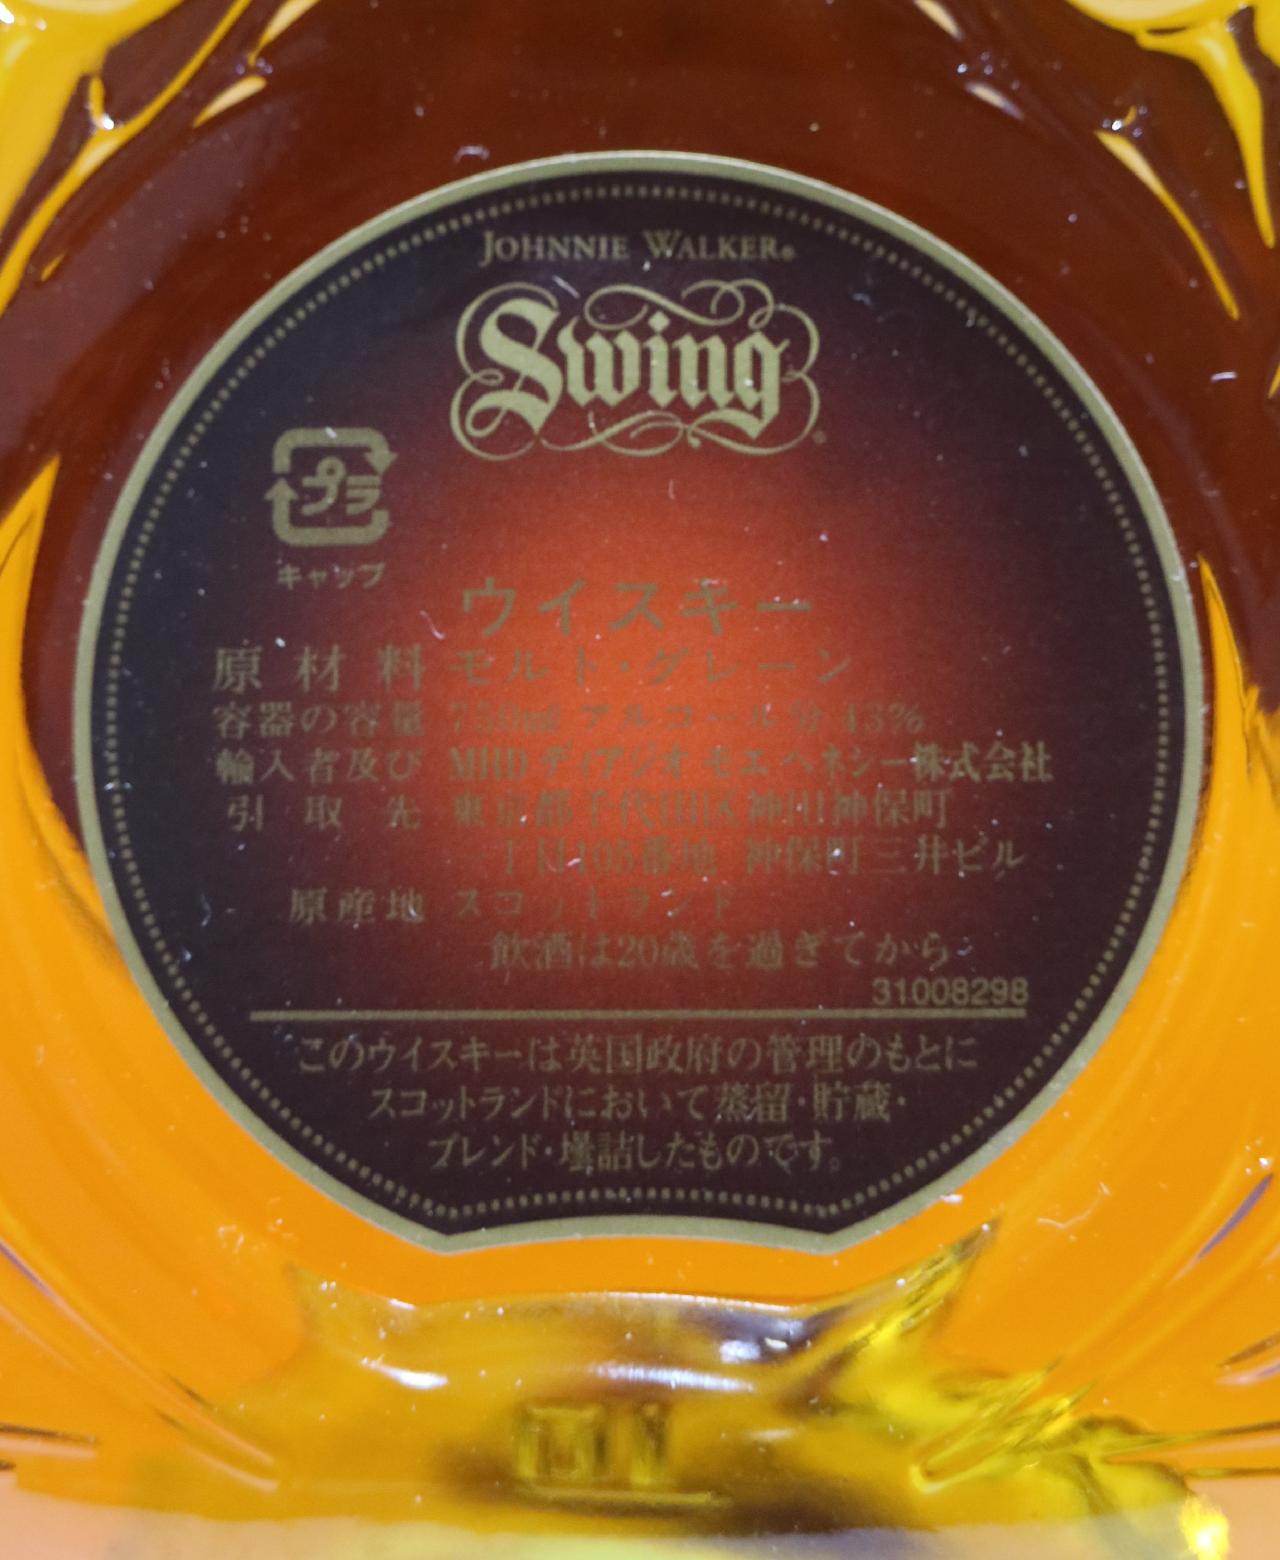 JOHNNIE WALKER®
Swing®
プラ
キャップ
ウイスキー
原材料 モルト・グレーン
容器の容量 750ml アルコール分 43%
輸入者及び MHD ディアジオ モエ ヘネシー株式会社
引取先 東京都千代田区神田神保町
一丁目105番地 神保町三井ビル
原産地 スコットランド
飲酒は20歳を過ぎてから
31008298
このウイスキーは英国政府の管理のもとに
スコットランドにおいて蒸留・貯蔵・
ブレンド・壜詰したものです。